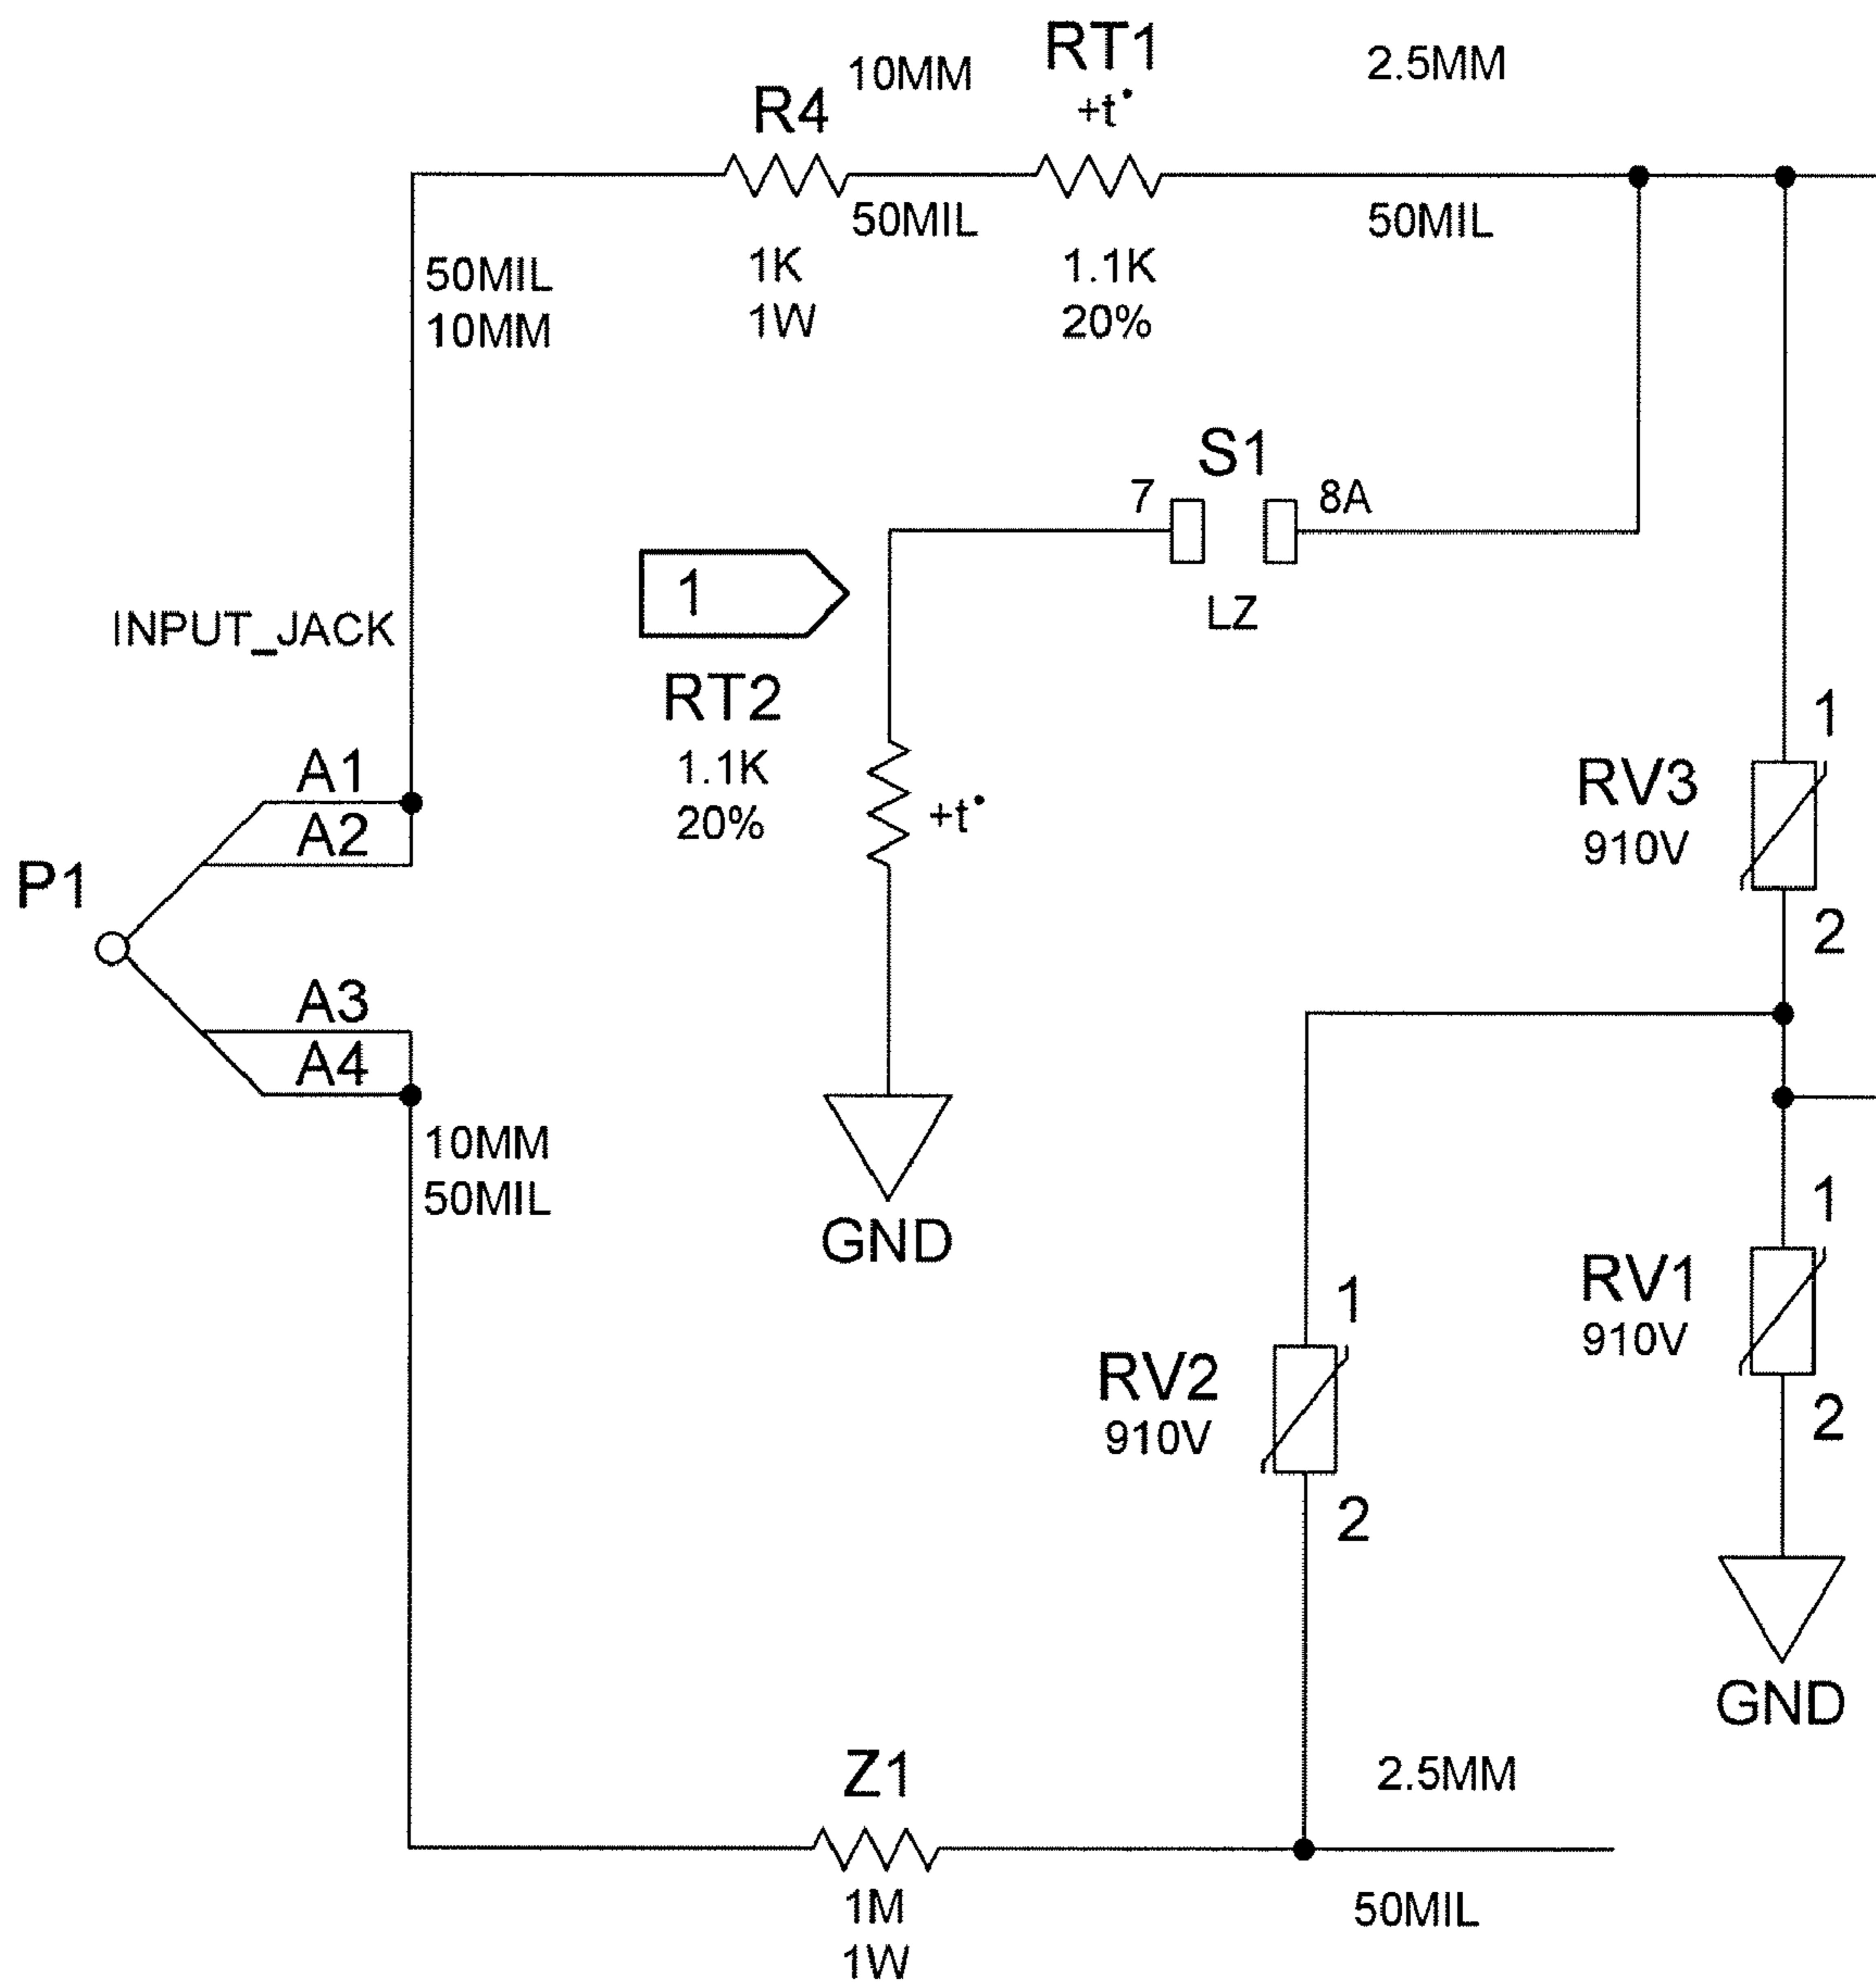 RT1
+t°
10MM
2.5MM
R4
50MIL
50MIL
1K
1W
1.1K
20%
50MIL
10MM
S1
7
8A
LZ
1
INPUT_JACK
RT2
1.1K
20%
+t°
A1
A2
P1
A3
A4
10MM
50MIL
GND
1
RV3
910V
2
1
RV1
910V
2
GND
1
RV2
910V
2
Z1
1M
1W
2.5MM
50MIL